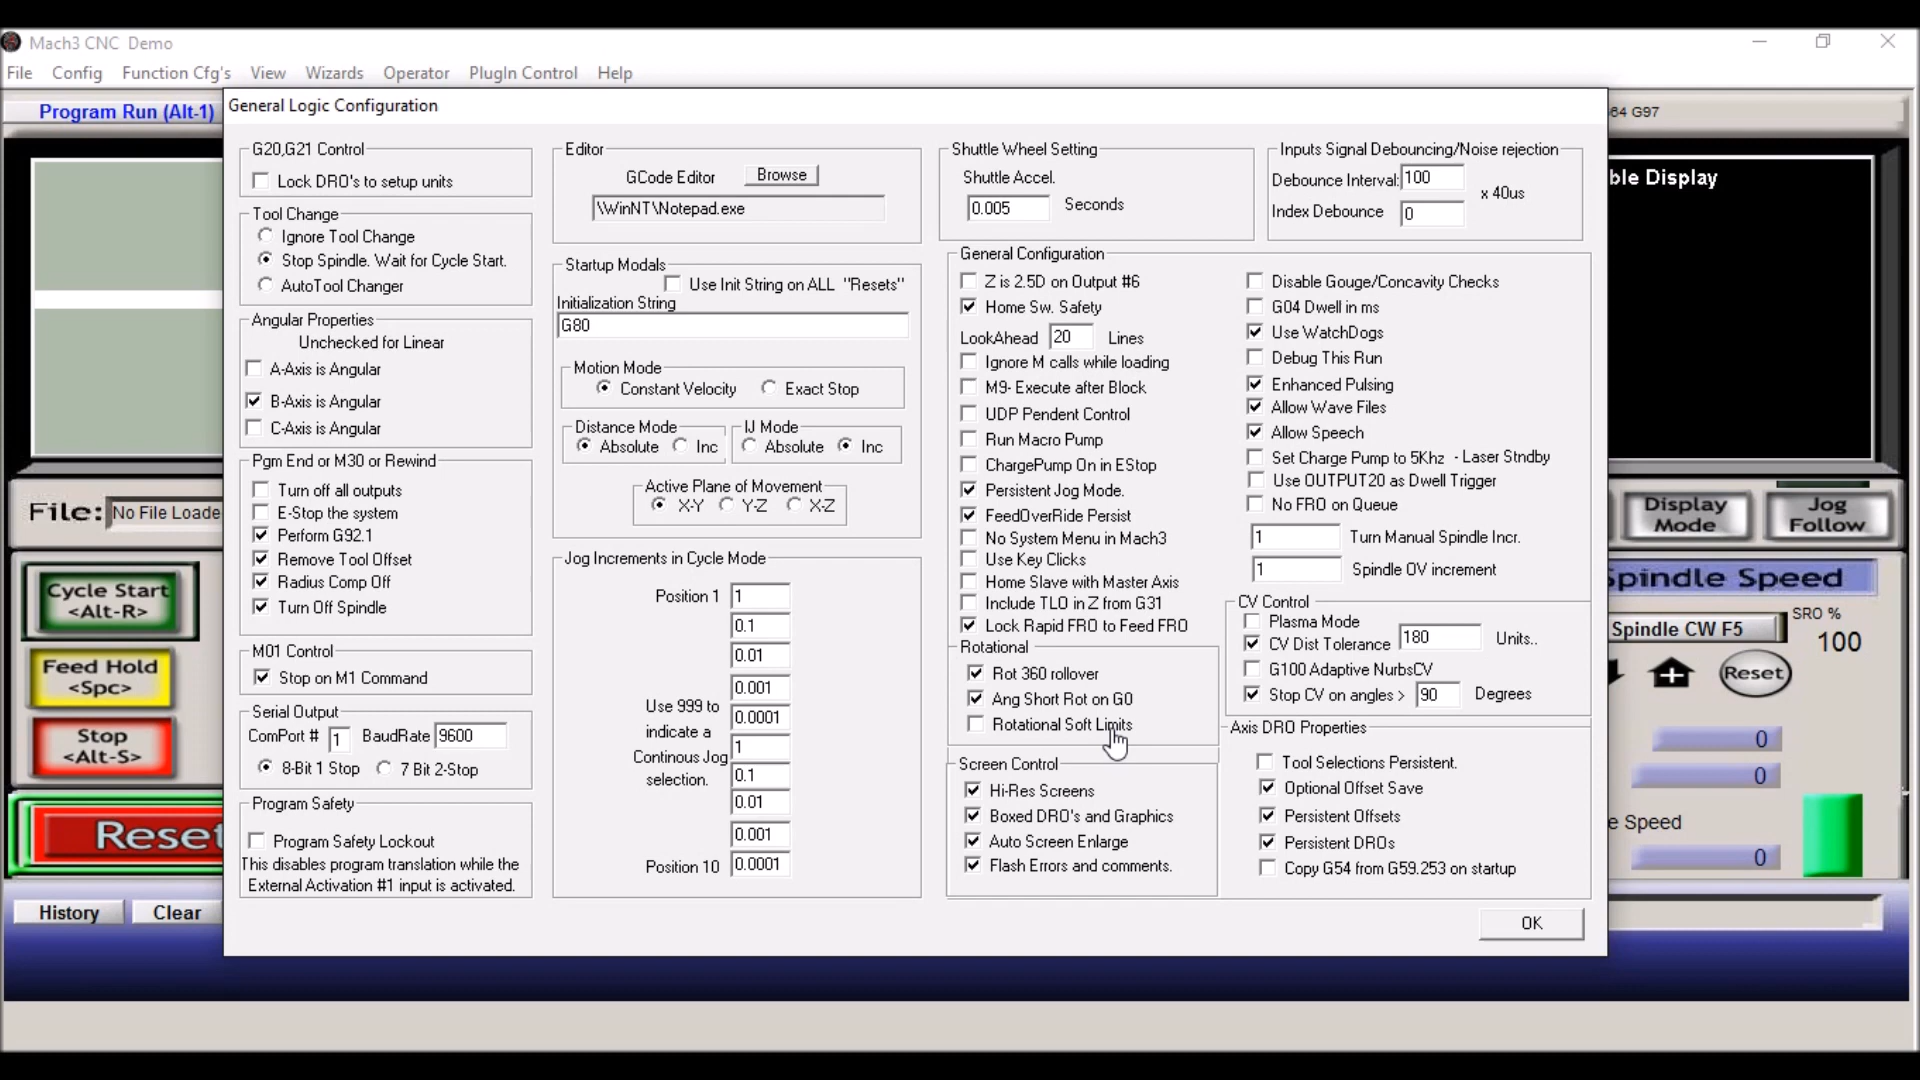 Mach3 CNC Demo
File Config Function Cfg's View Wizards Operator PlugIn Control Help
Program Run (Alt-1)
G97
General Logic Configuration
G20,G21 Control
Lock DRO's to setup units
Tool Change
Ignore Tool Change
Stop Spindle. Wait for Cycle Start.
AutoTool Changer
Angular Properties
Unchecked for Linear
A-Axis is Angular
B-Axis is Angular
C-Axis is Angular
Pgm End or M30 or Rewind
Turn off all outputs
E-Stop the system
Perform G92.1
Remove Tool Offset
Radius Comp Off
Turn Off Spindle
M01 Control
Stop on M1 Command
Serial Output
ComPort # 1 BaudRate 9600
8-Bit 1 Stop 7 Bit 2-Stop
Program Safety
Program Safety Lockout
This disables program translation while the
External Activation #1 input is activated.
Editor
GCode Editor Browse
\WinNT\Notepad.exe
Startup Modals
Use Init String on ALL "Resets"
Initialization String
G80
Motion Mode
Constant Velocity Exact Stop
Distance Mode
Absolute Inc
IJ Mode
Absolute Inc
Active Plane of Movement
X-Y Y-Z X-Z
Jog Increments in Cycle Mode
Position 1 1
0.1
0.01
0.001
0.0001
1
0.1
0.01
0.001
Position 10 0.0001
Use 999 to
indicate a
Continous Jog
selection.
Shuttle Wheel Setting
Shuttle Accel.
0.005 Seconds
Inputs Signal Debouncing/Noise rejection
Debounce Interval: 100 x 40us
Index Debounce 0
General Configuration
Z is 2.5D on Output #6
Home Sw. Safety
LookAhead 20 Lines
Ignore M calls while loading
M9- Execute after Block
UDP Pendent Control
Run Macro Pump
ChargePump On in EStop
Persistent Jog Mode.
FeedOverRide Persist
No System Menu in Mach3
Use Key Clicks
Home Slave with Master Axis
Include TLO in Z from G31
Lock Rapid FRO to Feed FRO
Disable Gouge/Concavity Checks
G04 Dwell in ms
Use WatchDogs
Debug This Run
Enhanced Pulsing
Allow Wave Files
Allow Speech
Set Charge Pump to 5Khz - Laser Stndby
Use OUTPUT20 as Dwell Trigger
No FRO on Queue
1 Turn Manual Spindle Incr.
1 Spindle OV increment
Rotational
Rot 360 rollover
Ang Short Rot on G0
Rotational Soft Limits
CV Control
Plasma Mode
CV Dist Tolerance 180 Units..
G100 Adaptive NurbsCV
Stop CV on angles > 90 Degrees
Screen Control
Hi-Res Screens
Boxed DRO's and Graphics
Auto Screen Enlarge
Flash Errors and comments.
Axis DRO Properties
Tool Selections Persistent.
Optional Offset Save
Persistent Offsets
Persistent DROs
Copy G54 from G59.253 on startup
OK
File: No File Loade
Cycle Start
<Alt-R>
Feed Hold
<Spc>
Stop
<Alt-S>
Reset
History Clear
ble Display
Display
Mode
Jog
Follow
Spindle Speed
Spindle CW F5
SRO %
100
Reset
0
0
e Speed
0